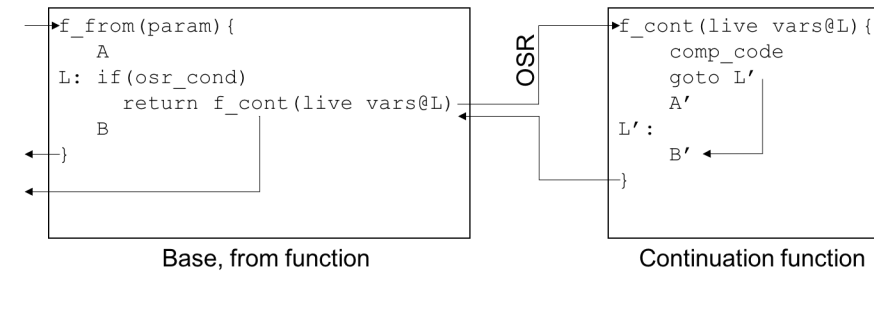 f_from(param){
A
L: if(osr_cond)
return f_cont(live vars@L)
B
}
Base, from function
OSR
f_cont(live vars@L){
comp_code
goto L′
A′
L′:
B′
}
Continuation function